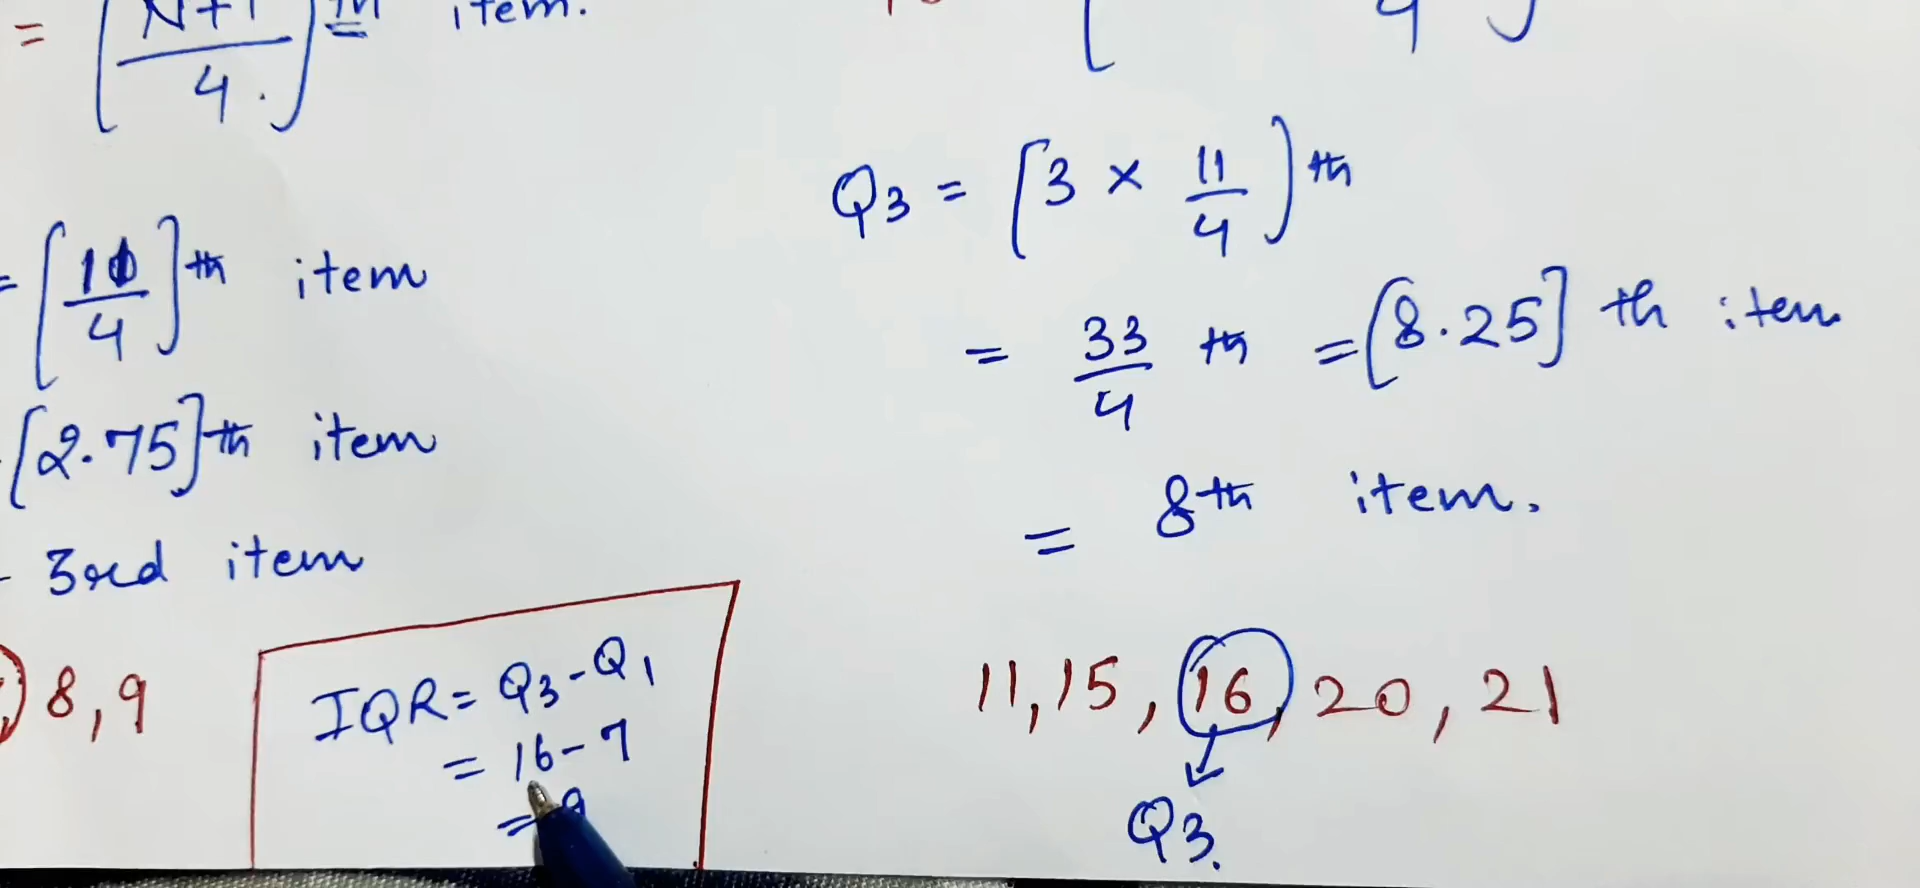 = [N+1/4.]th item.
4]
= [11/4]th item
[2.75]th item
3rd item
) 8, 9
Q3 = [3 × 11/4]th
= 33/4 th = [8.25] th item
= 8th item.
11, 15, 16, 20, 21
Q3.
IQR = Q3 - Q1
= 16 - 7
=